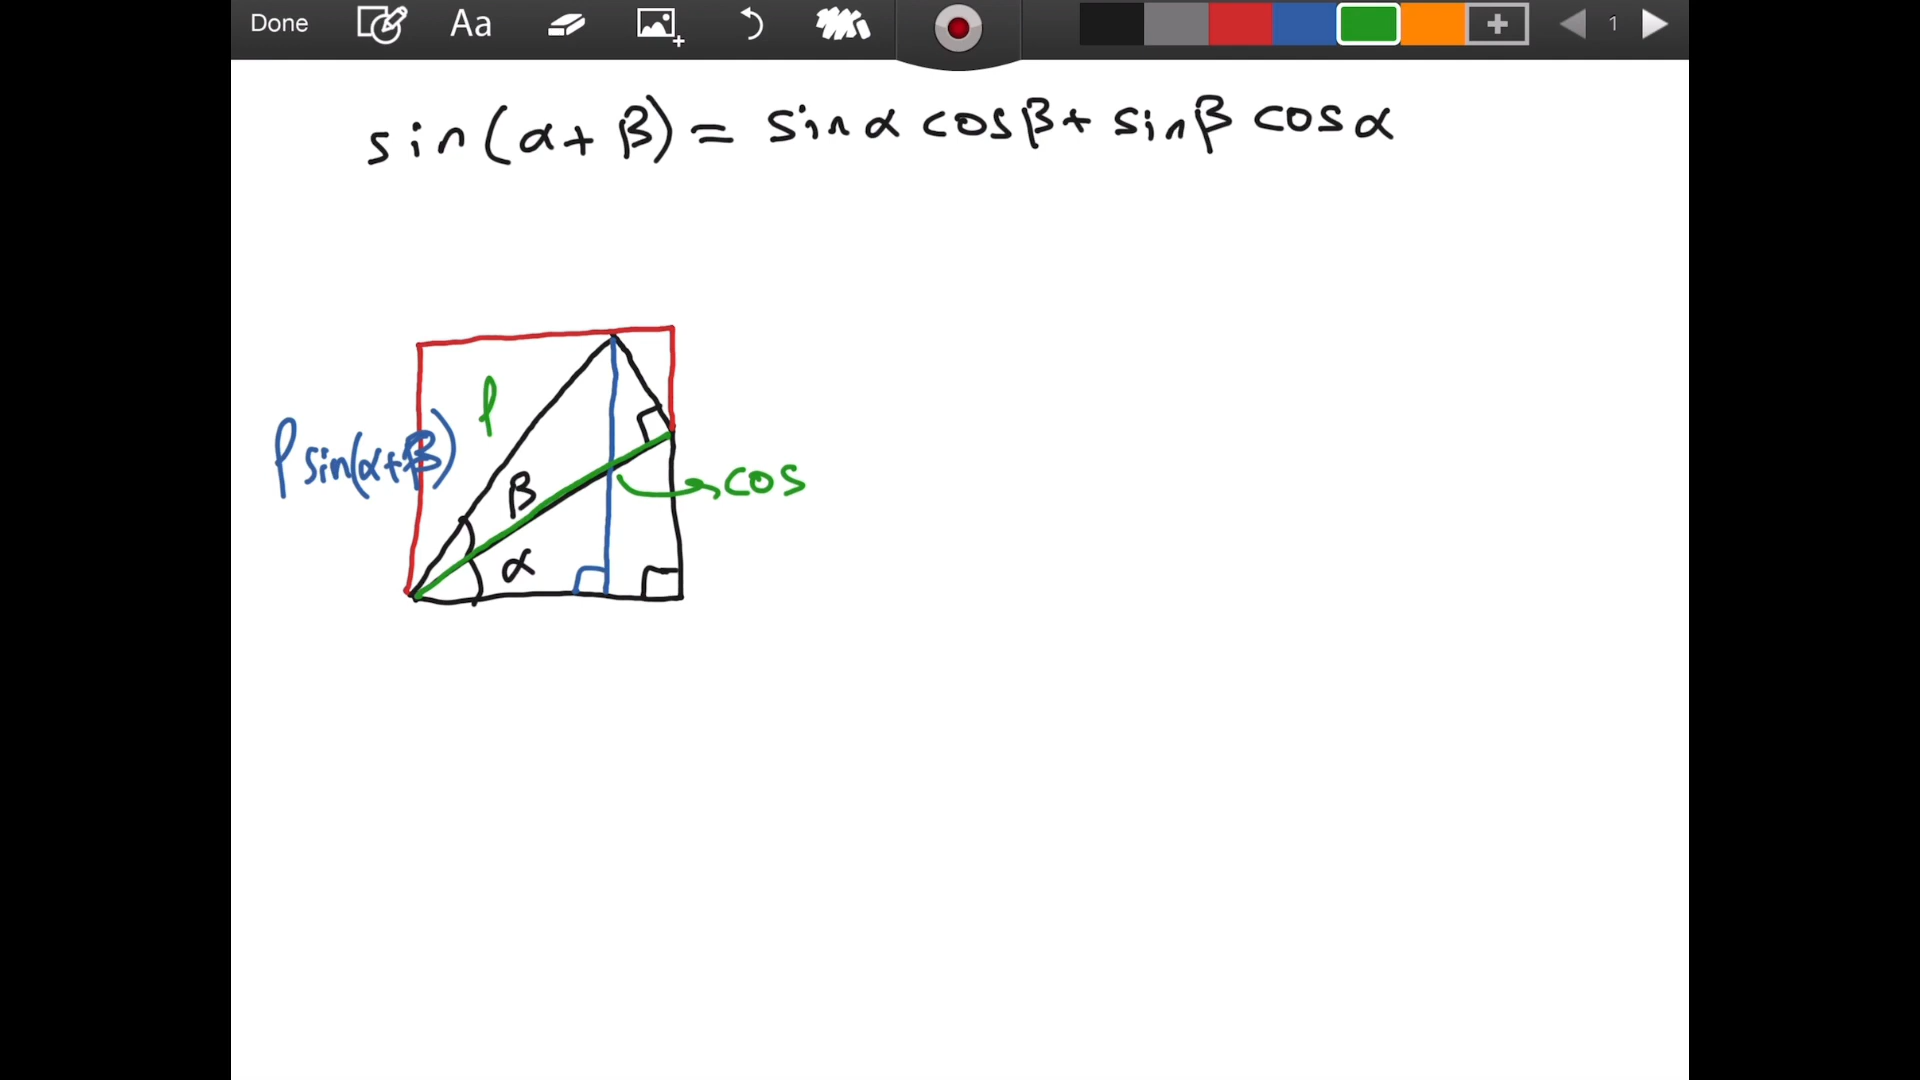 Done Aa 1
sin(α+β) = sinα cosβ + sinβ cosα
l
l sin(α+β)
β
cos
α